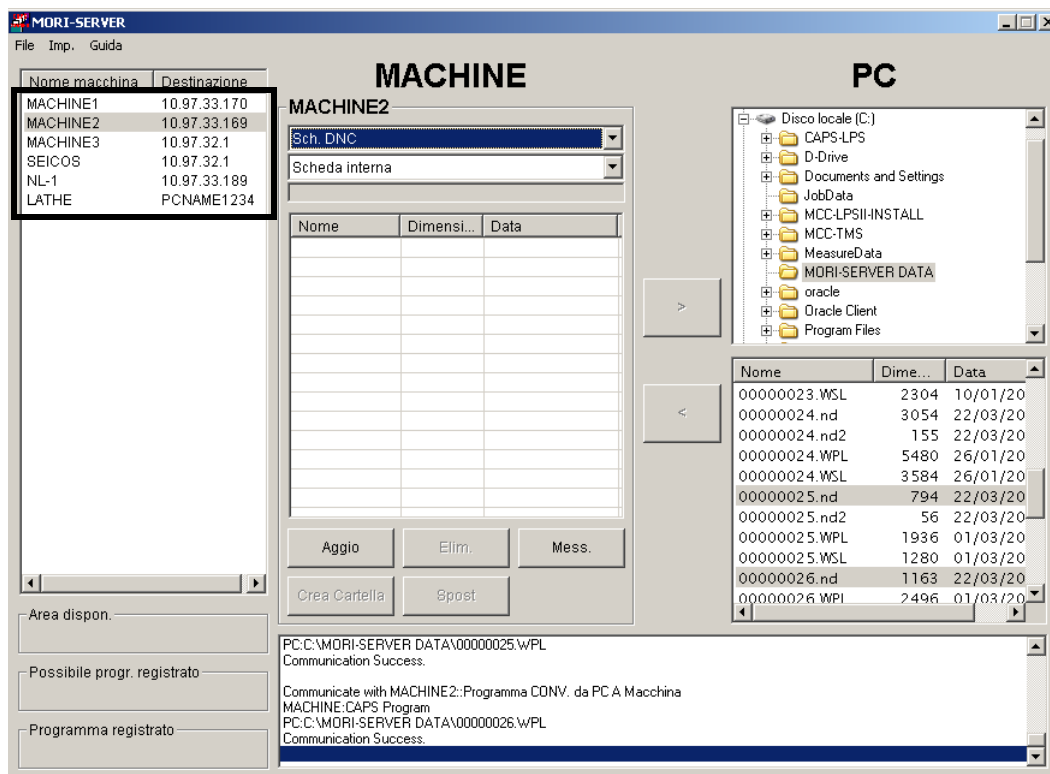 MORI-SERVER
File Imp. Guida
MACHINE
PC
Nome macchina Destinazione
MACHINE1 10.97.33.170
MACHINE2 10.97.33.169
MACHINE3 10.97.32.1
SEICOS 10.97.32.1
NL-1 10.97.33.189
LATHE PCNAME1234
MACHINE2
Sch. DNC
Scheda interna
Nome Dimensi... Data
Aggio Elim. Mess.
Crea Cartella Spost
>
<
Disco locale (C:)
CAPS-LPS
D-Drive
Documents and Settings
JobData
MCC-LPSII-INSTALL
MCC-TMS
MeasureData
MORI-SERVER DATA
oracle
Oracle Client
Program Files
Nome Dime... Data
00000023.WSL 2304 10/01/20
00000024.nd 3054 22/03/20
00000024.nd2 155 22/03/20
00000024.WPL 5480 26/01/20
00000024.WSL 3584 26/01/20
00000025.nd 794 22/03/20
00000025.nd2 56 22/03/20
00000025.WPL 1936 01/03/20
00000025.WSL 1280 01/03/20
00000026.nd 1163 22/03/20
00000026.WPL 2496 01/03/20
Area dispon.
Possibile progr. registrato
Programma registrato
PC:C:\MORI-SERVER DATA\00000025.WPL
Communication Success.
Communicate with MACHINE2::Programma CONV. da PC A Macchina
MACHINE:CAPS Program
PC:C:\MORI-SERVER DATA\00000026.WPL
Communication Success.